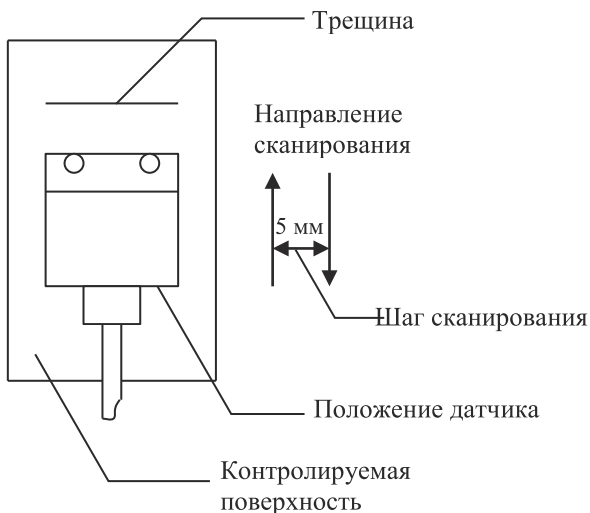 Трещина
Направление
сканирования
5 мм
Шаг сканирования
Положение датчика
Контролируемая
поверхность